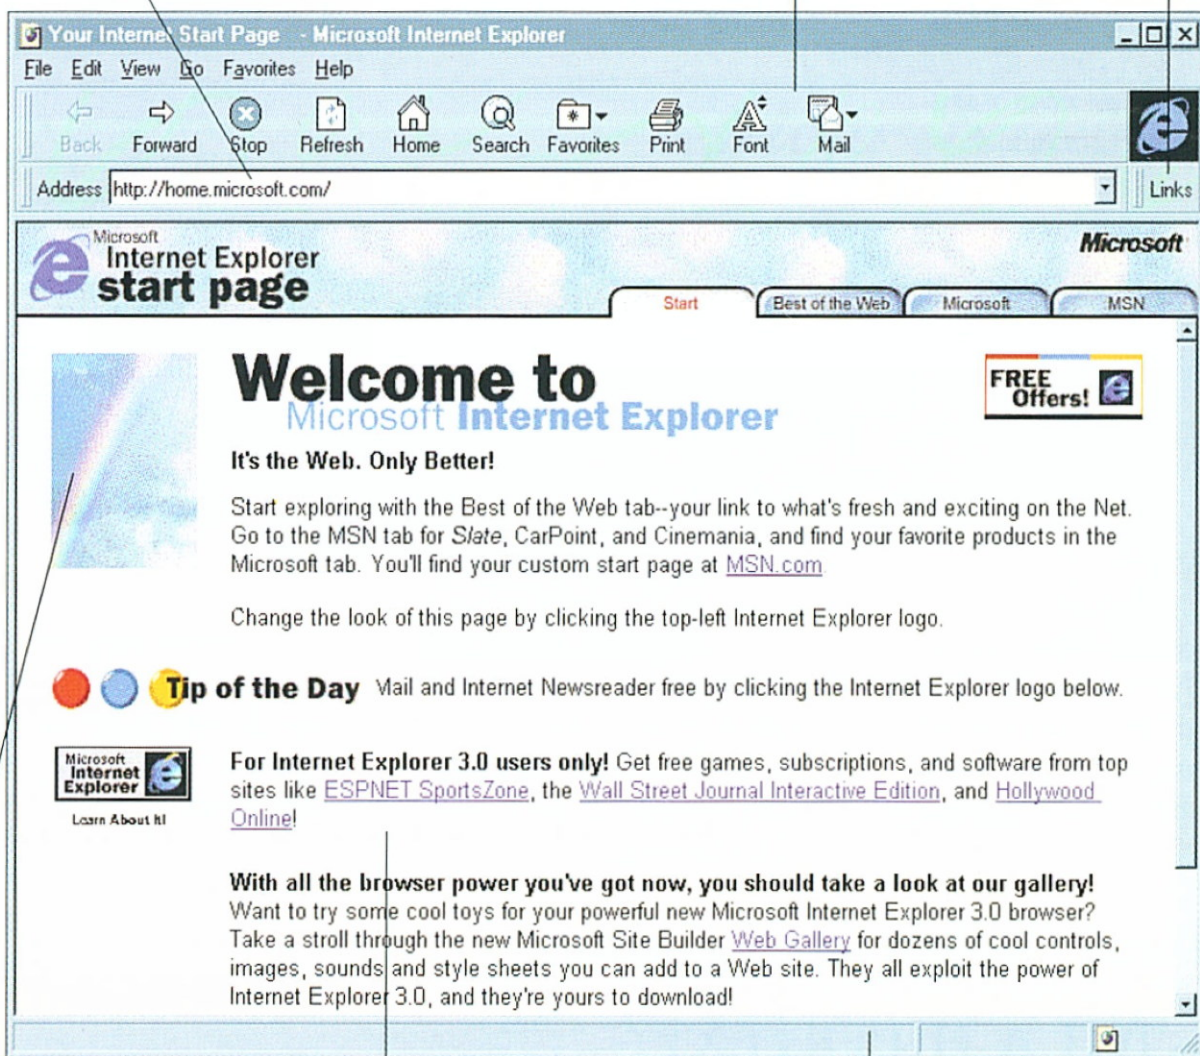 Your Internet Start Page - Microsoft Internet Explorer
File Edit View Go Favorites Help
Back Forward Stop Refresh Home Search Favorites Print Font Mail
Address http://home.microsoft.com/ Links
Microsoft
Internet Explorer
start page
Microsoft
Start Best of the Web Microsoft MSN
Welcome to
Microsoft Internet Explorer
FREE
Offers!
It's the Web. Only Better!
Start exploring with the Best of the Web tab--your link to what's fresh and exciting on the Net.
Go to the MSN tab for Slate, CarPoint, and Cinemania, and find your favorite products in the
Microsoft tab. You'll find your custom start page at MSN.com
Change the look of this page by clicking the top-left Internet Explorer logo.
Tip of the Day Mail and Internet Newsreader free by clicking the Internet Explorer logo below.
Microsoft
Internet
Explorer
Learn About It!
For Internet Explorer 3.0 users only! Get free games, subscriptions, and software from top
sites like ESPNET SportsZone, the Wall Street Journal Interactive Edition, and Hollywood
Online!
With all the browser power you've got now, you should take a look at our gallery!
Want to try some cool toys for your powerful new Microsoft Internet Explorer 3.0 browser?
Take a stroll through the new Microsoft Site Builder Web Gallery for dozens of cool controls,
images, sounds and style sheets you can add to a Web site. They all exploit the power of
Internet Explorer 3.0, and they're yours to download!